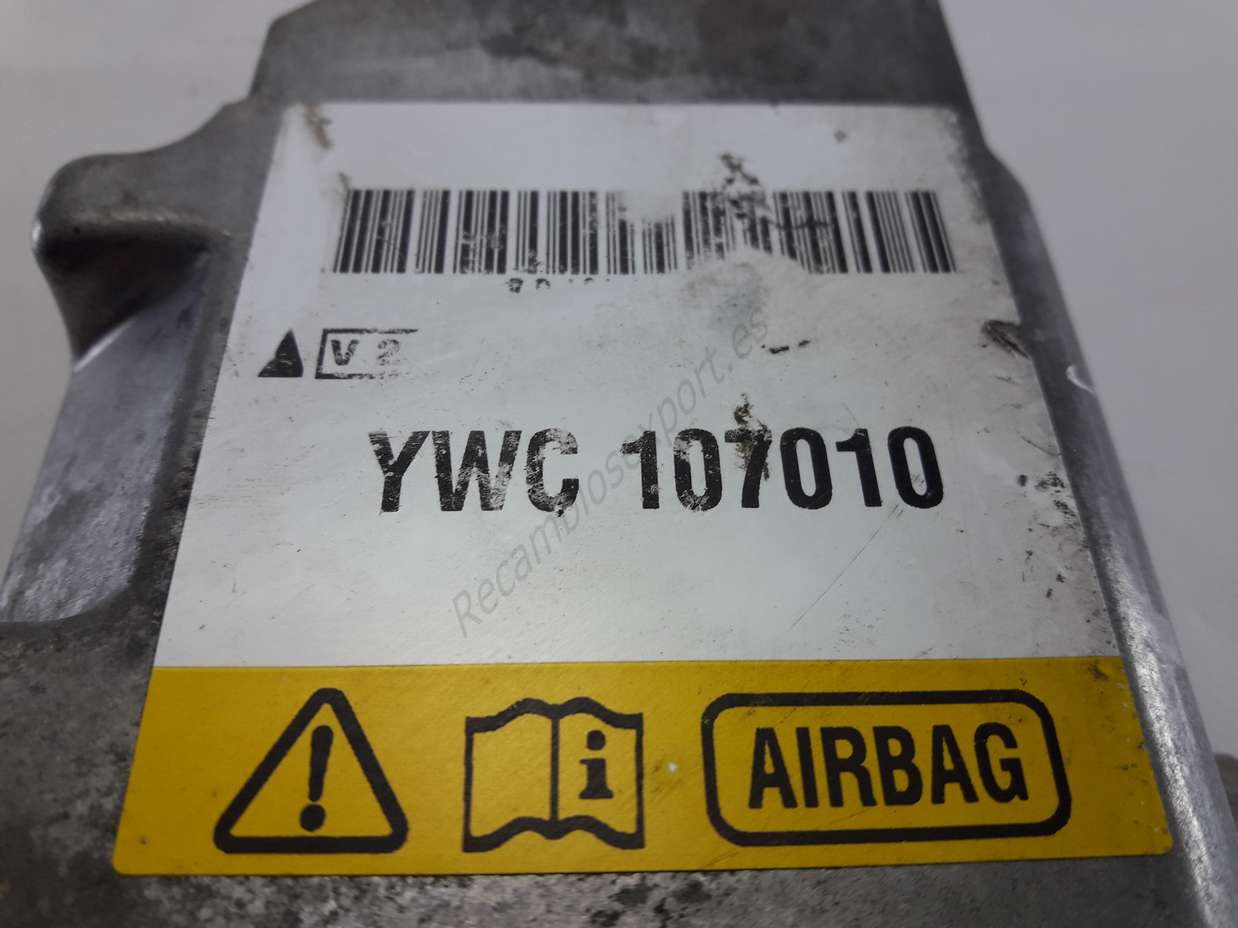 V 2
YWC 107010
Recambiosexport.es
i
AIRBAG